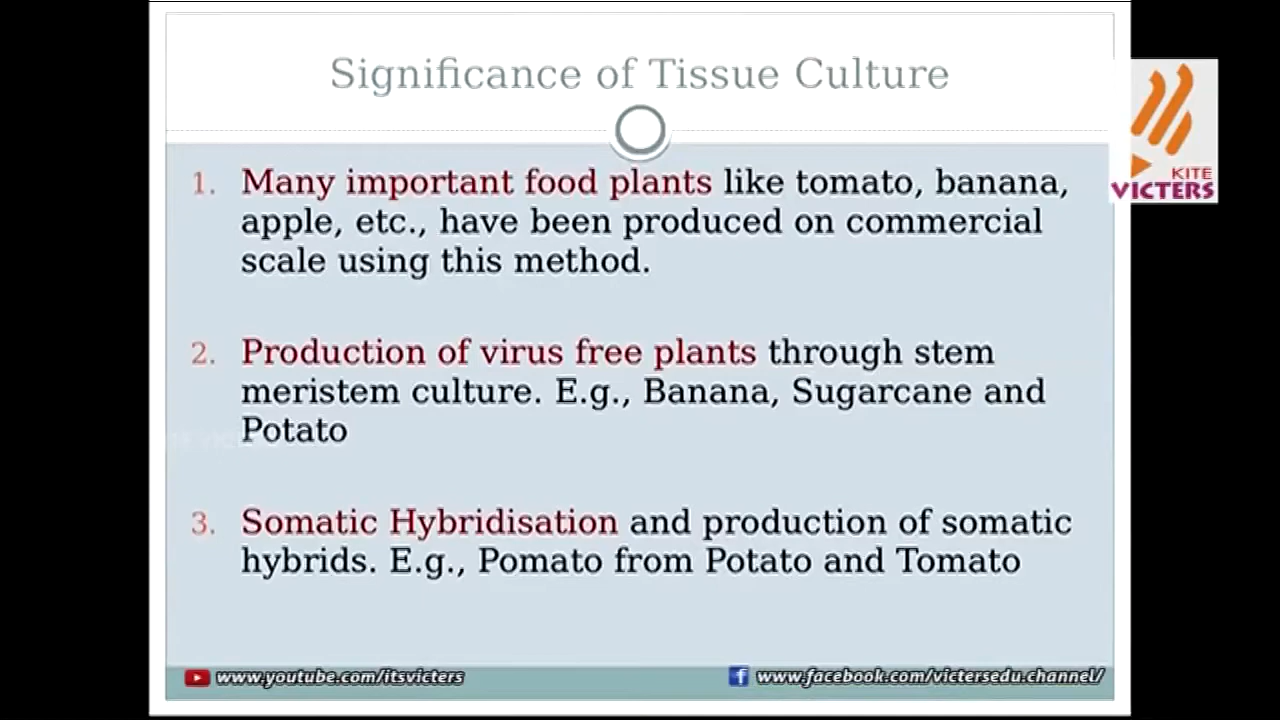 Significance of Tissue Culture
KITE
VICTERS
1. Many important food plants like tomato, banana,
apple, etc., have been produced on commercial
scale using this method.
2. Production of virus free plants through stem
meristem culture. E.g., Banana, Sugarcane and
Potato
3. Somatic Hybridisation and production of somatic
hybrids. E.g., Pomato from Potato and Tomato
www.youtube.com/itsvicters
www.facebook.com/victersedu.channel/